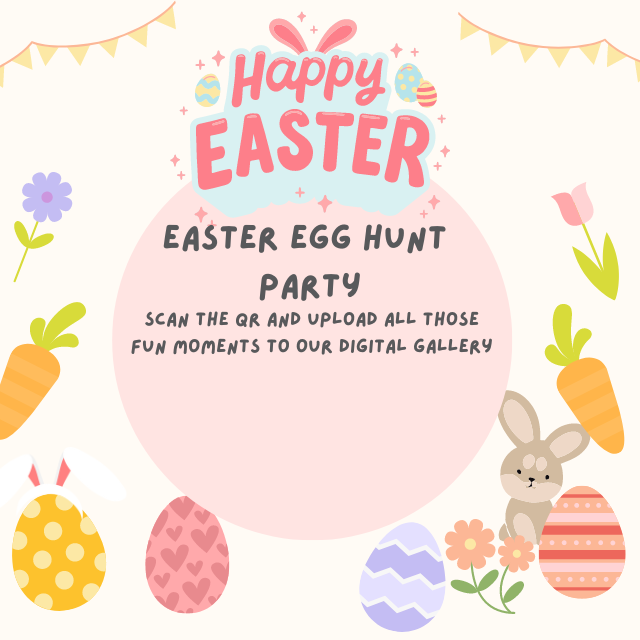 Happy
EASTER
EASTER EGG HUNT
PARTY
SCAN THE QR AND UPLOAD ALL THOSE
FUN MOMENTS TO OUR DIGITAL GALLERY